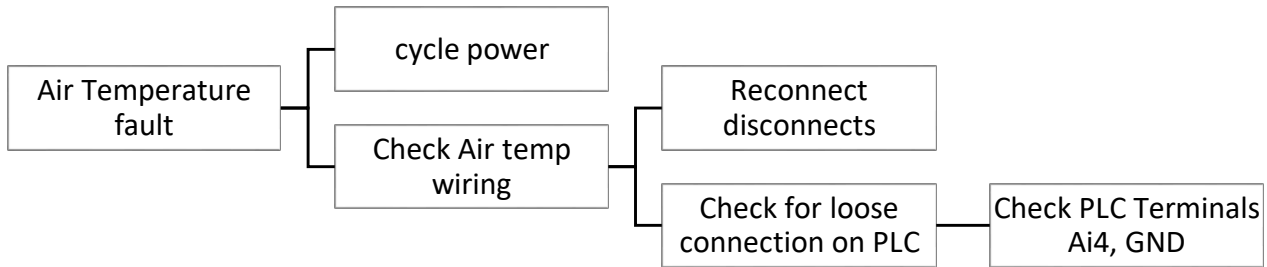 cycle power
Air Temperature
fault
Reconnect
disconnects
Check Air temp
wiring
Check for loose
connection on PLC
Check PLC Terminals
Ai4, GND